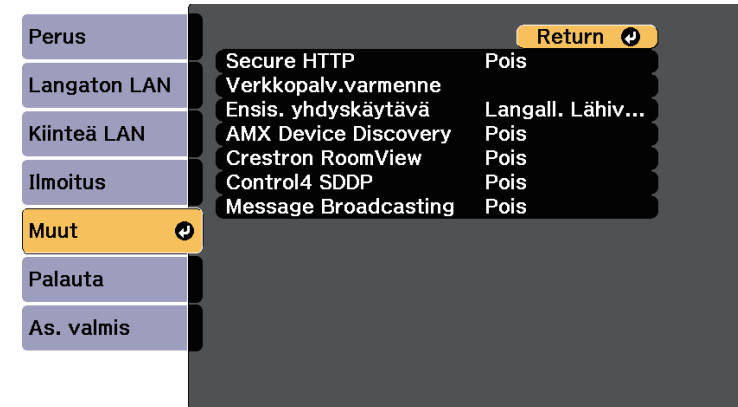 Perus
Langaton LAN
Kiinteä LAN
Ilmoitus
Muut
Palauta
As. valmis
Return
Secure HTTP Pois
Verkkopalv.varmenne
Ensis. yhdyskäytävä Langall. Lähiv...
AMX Device Discovery Pois
Crestron RoomView Pois
Control4 SDDP Pois
Message Broadcasting Pois